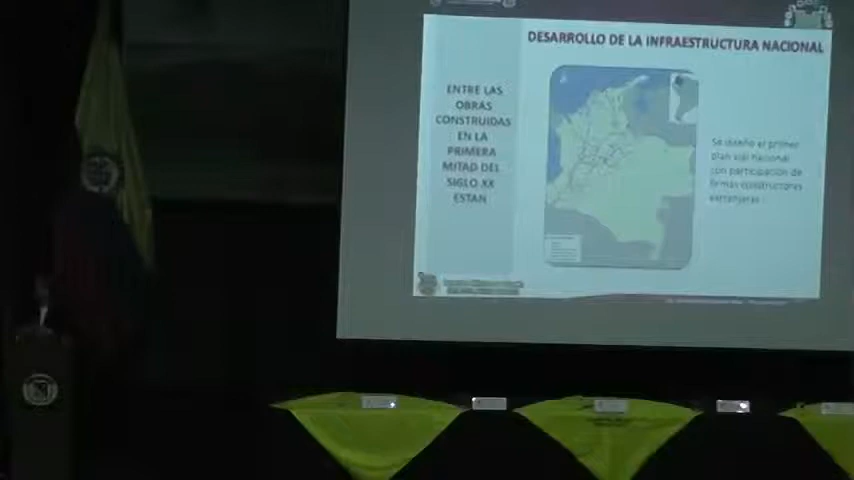 DESARROLLO DE LA INFRAESTRUCTURA NACIONAL
ENTRE LAS
OBRAS
CONSTRUIDAS
EN LA
PRIMERA
MITAD DEL
SIGLO XX
ESTAN
Se diseño el primer
plan vial nacional
con participación de
firmas constructores
extranjeras